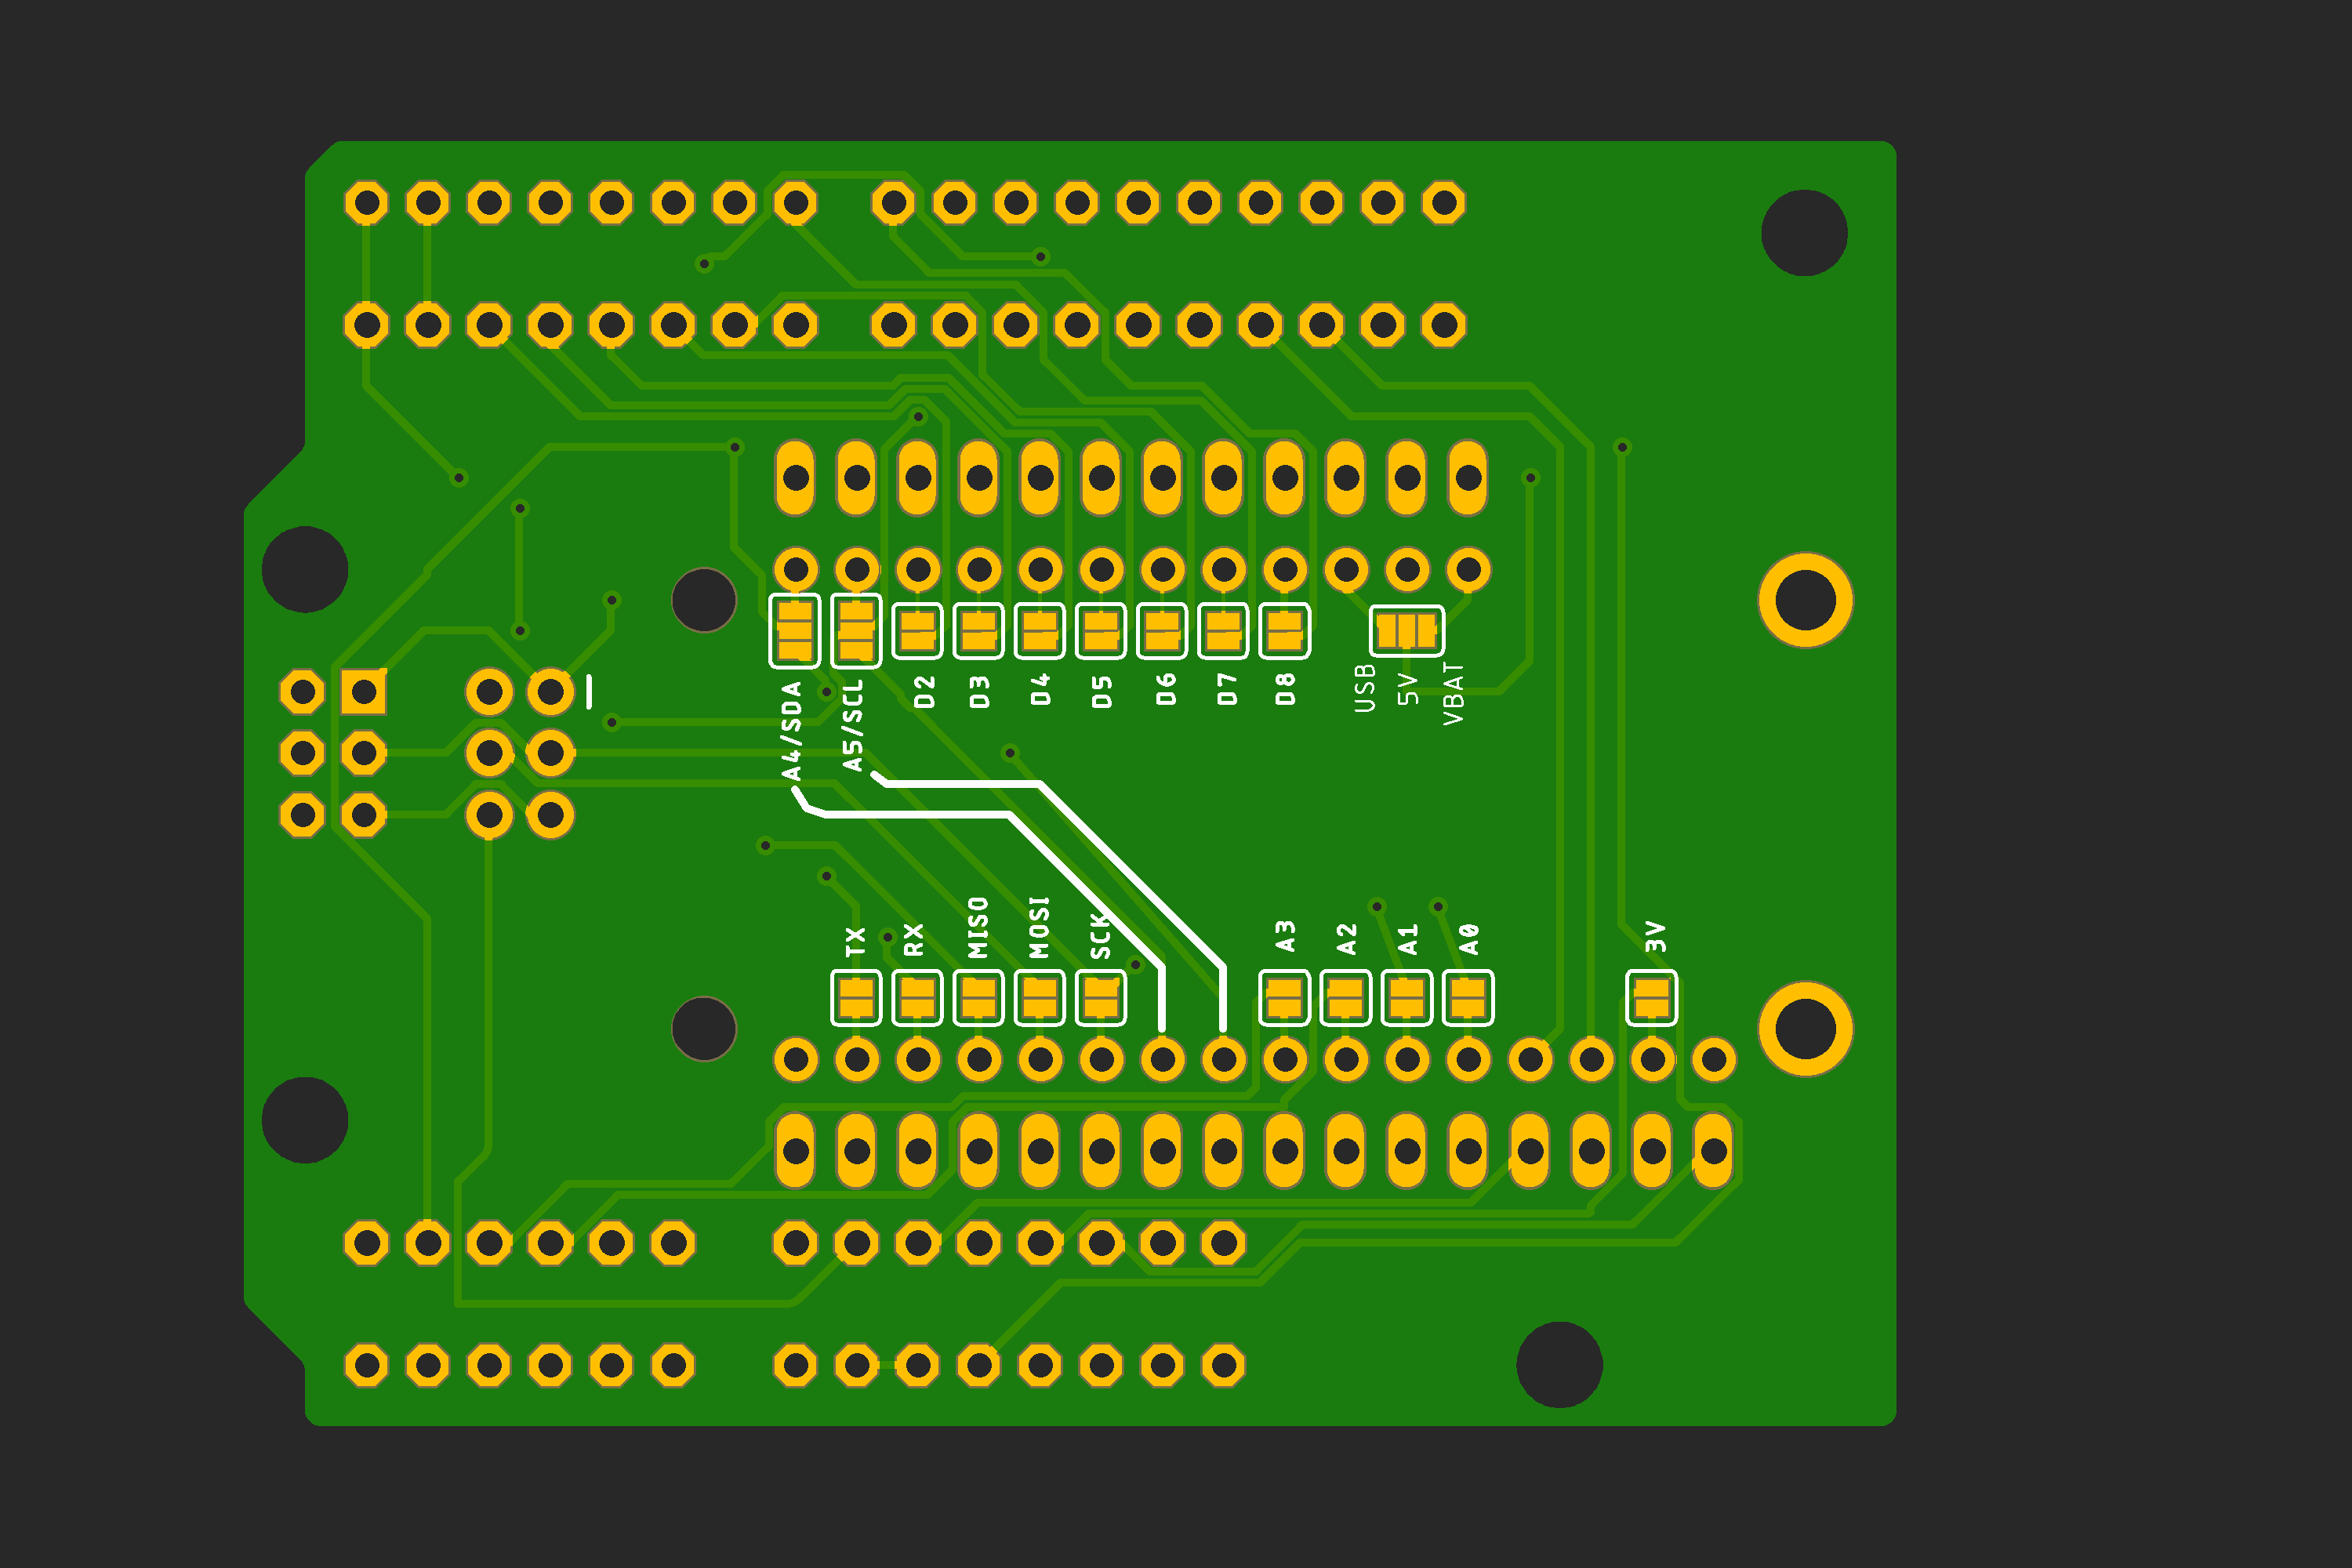 A4/SDA
A5/SCL
D2
D3
D4
D5
D6
D7
D8
USB
5V
VBAT
TX
RX
MISO
MOSI
SCK
A3
A2
A1
A0
3V